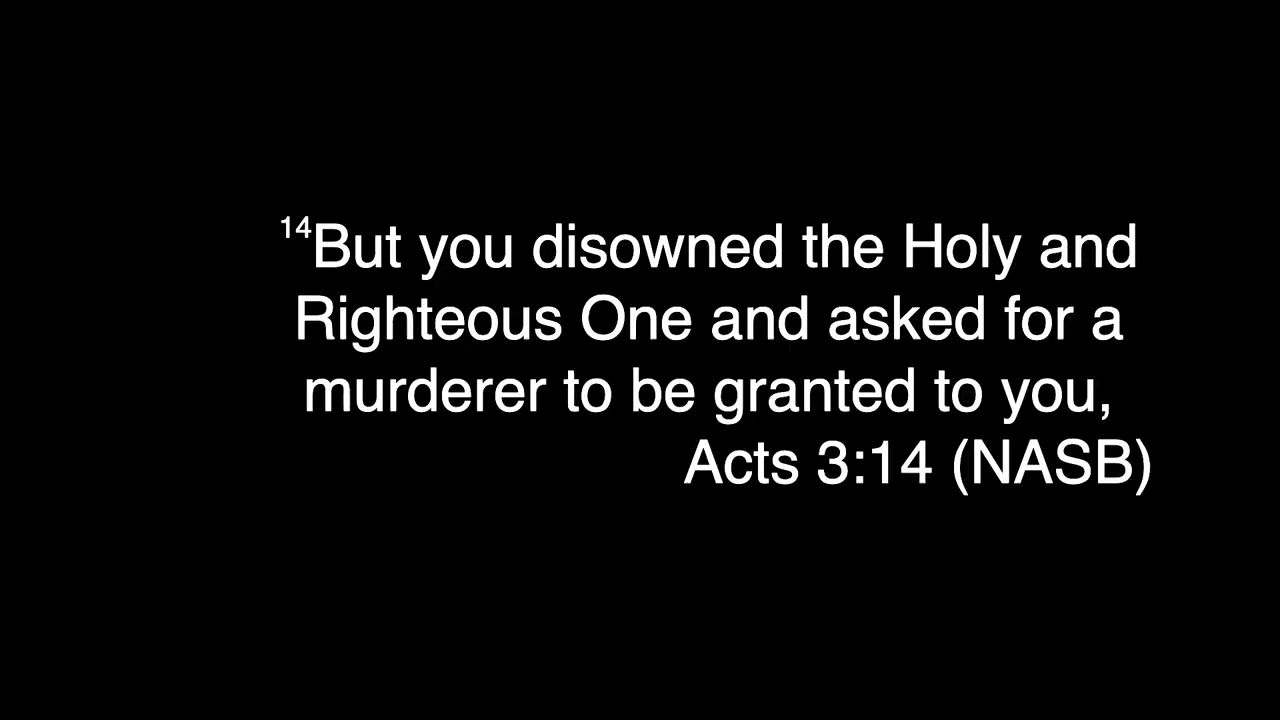 14But you disowned the Holy and
Righteous One and asked for a
murderer to be granted to you,
Acts 3:14 (NASB)